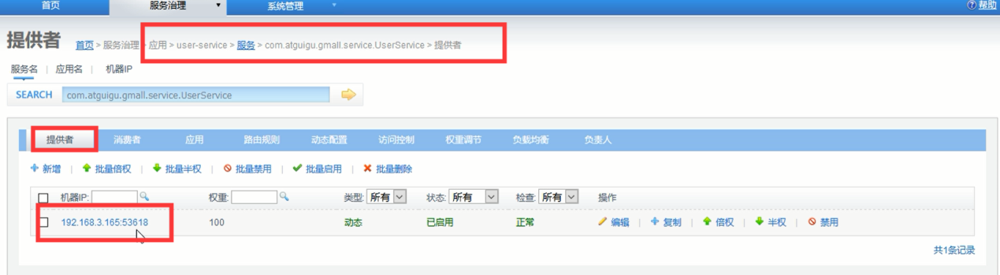 首页 服务治理 系统管理 帮助
提供者 首页 > 服务治理 > 应用 > user-service > 服务 > com.atguigu.gmall.service.UserService > 提供者
服务名 | 应用名 | 机器IP
SEARCH com.atguigu.gmall.service.UserService
提供者 消费者 应用 路由规则 动态配置 访问控制 权重调节 负载均衡 负责人
新增 | 批量倍权 | 批量半权 | 批量禁用 | 批量启用 | 批量删除
机器IP: 权重: 类型: 所有 状态: 所有 检查: 所有 操作
192.168.3.165:53618 100 动态 已启用 正常 编辑 | 复制 | 倍权 | 半权 | 禁用
共1条记录